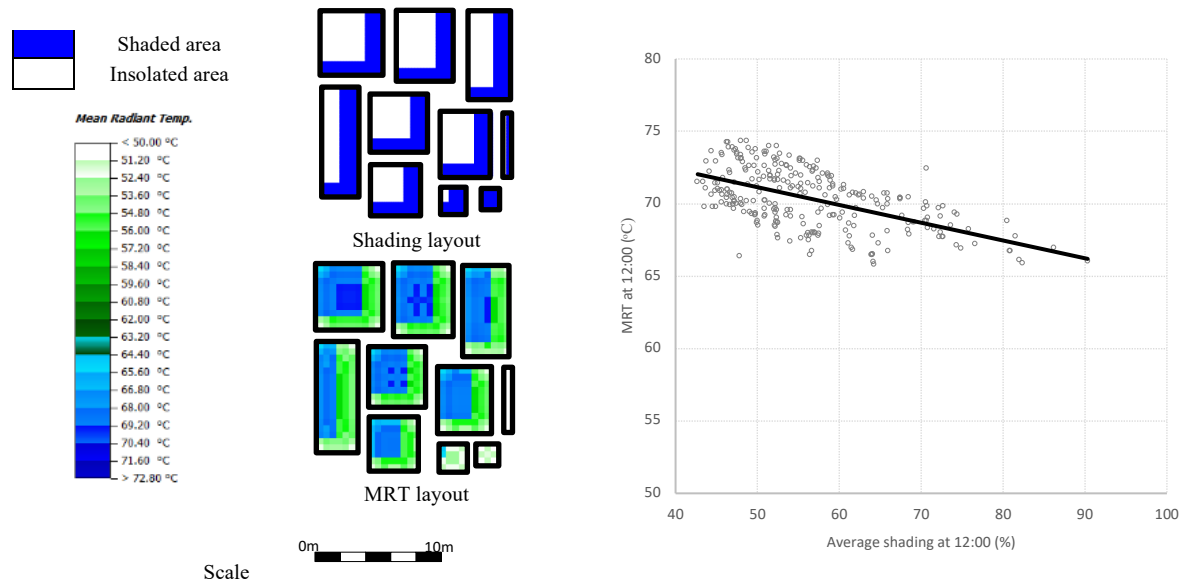 Shaded area
Insolated area
Mean Radiant Temp.
< 50.00 °C
51.20 °C
52.40 °C
53.60 °C
54.80 °C
56.00 °C
57.20 °C
58.40 °C
59.60 °C
60.80 °C
62.00 °C
63.20 °C
64.40 °C
65.60 °C
66.80 °C
68.00 °C
69.20 °C
70.40 °C
71.60 °C
> 72.80 °C
Shading layout
MRT layout
0m 10m
Scale
MRT at 12:00 (°C)
80
75
70
65
60
55
50
40 50 60 70 80 90 100
Average shading at 12:00 (%)